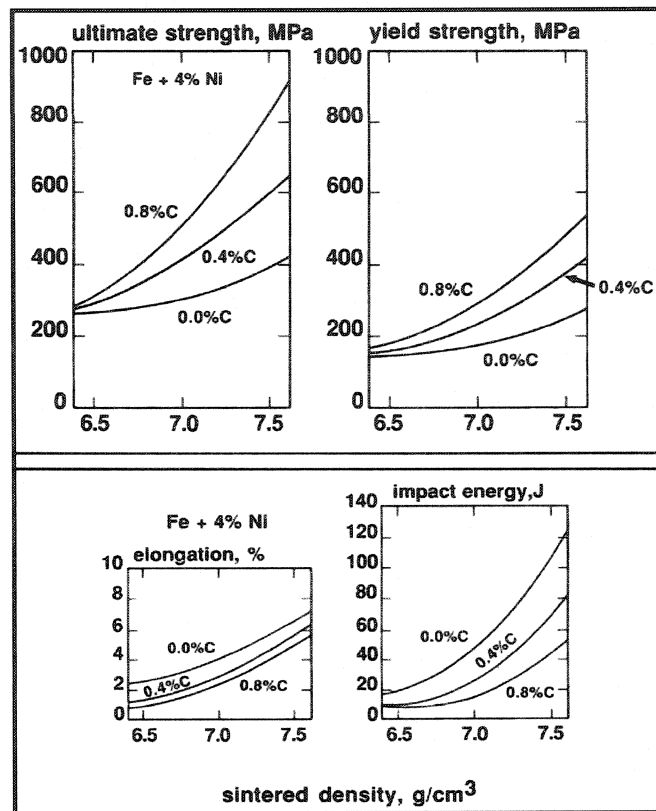 ultimate strength, MPa
yield strength, MPa
1000
800
600
400
200
0
Fe + 4% Ni
0.8%C
0.4%C
0.0%C
6.5 7.0 7.5
1000
800
600
400
200
0
0.8%C
0.4%C
0.0%C
6.5 7.0 7.5
Fe + 4% Ni
elongation, %
10
8
6
4
2
0
0.0%C
0.4%C
0.8%C
6.5 7.0 7.5
impact energy,J
140
120
100
80
60
40
20
0
0.0%C
0.4%C
0.8%C
6.5 7.0 7.5
sintered density, g/cm3